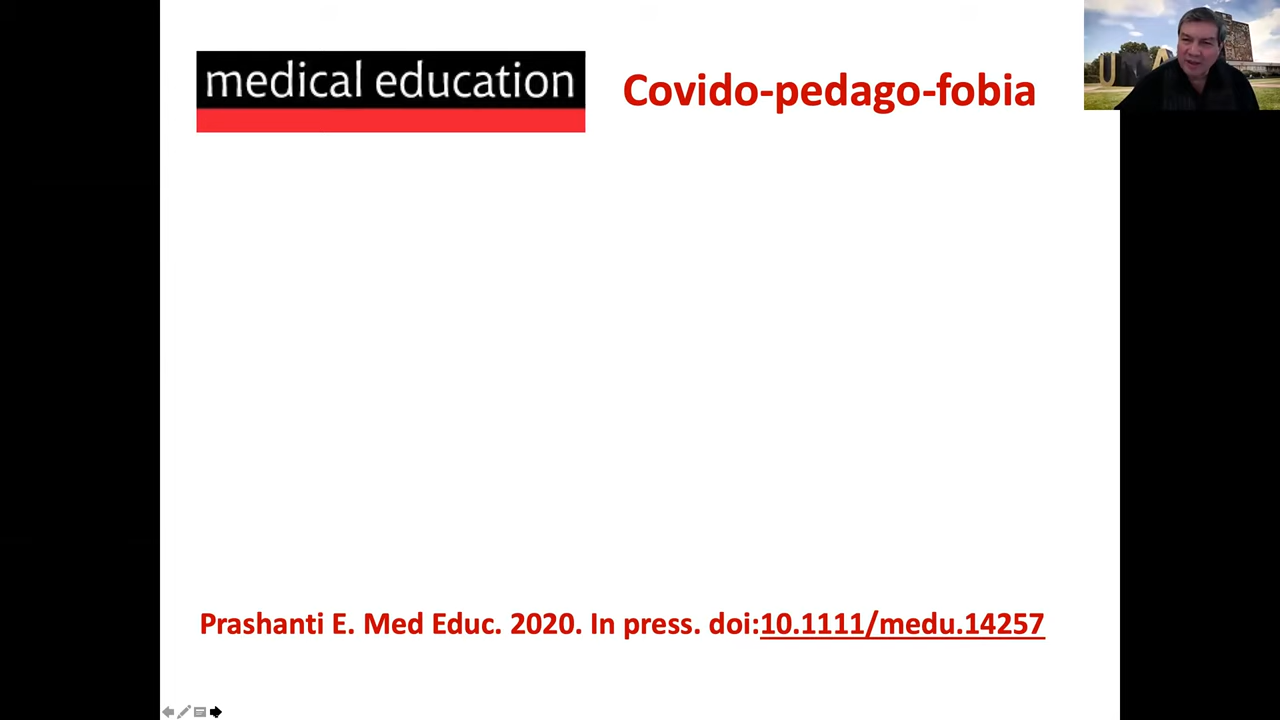 medical education
Covido-pedago-fobia
Prashanti E. Med Educ. 2020. In press. doi:10.1111/medu.14257